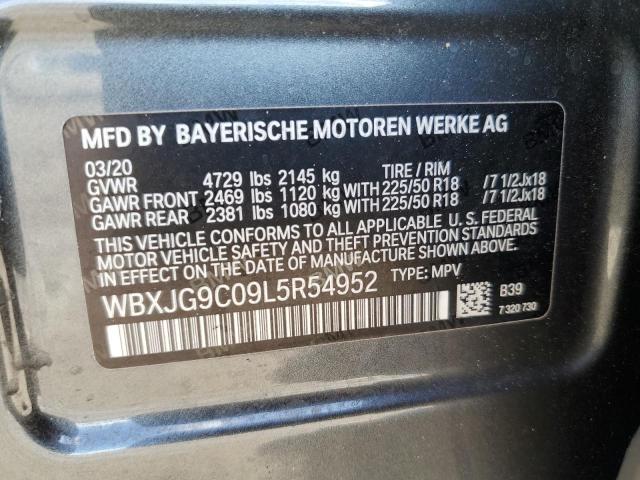 MFD BY BAYERISCHE MOTOREN WERKE AG
03/20 TIRE / RIM
GVWR 4729 lbs 2145 kg
GAWR FRONT 2469 lbs 1120 kg WITH 225/50 R18 /7 1/2Jx18
GAWR REAR 2381 lbs 1080 kg WITH 225/50 R18 /7 1/2Jx18
THIS VEHICLE CONFORMS TO ALL APPLICABLE U. S. FEDERAL
MOTOR VEHICLE SAFETY AND THEFT PREVENTION STANDARDS
IN EFFECT ON THE DATE OF MANUFACTURE SHOWN ABOVE.
WBXJG9C09L5R54952 TYPE: MPV
B39
7 320 730